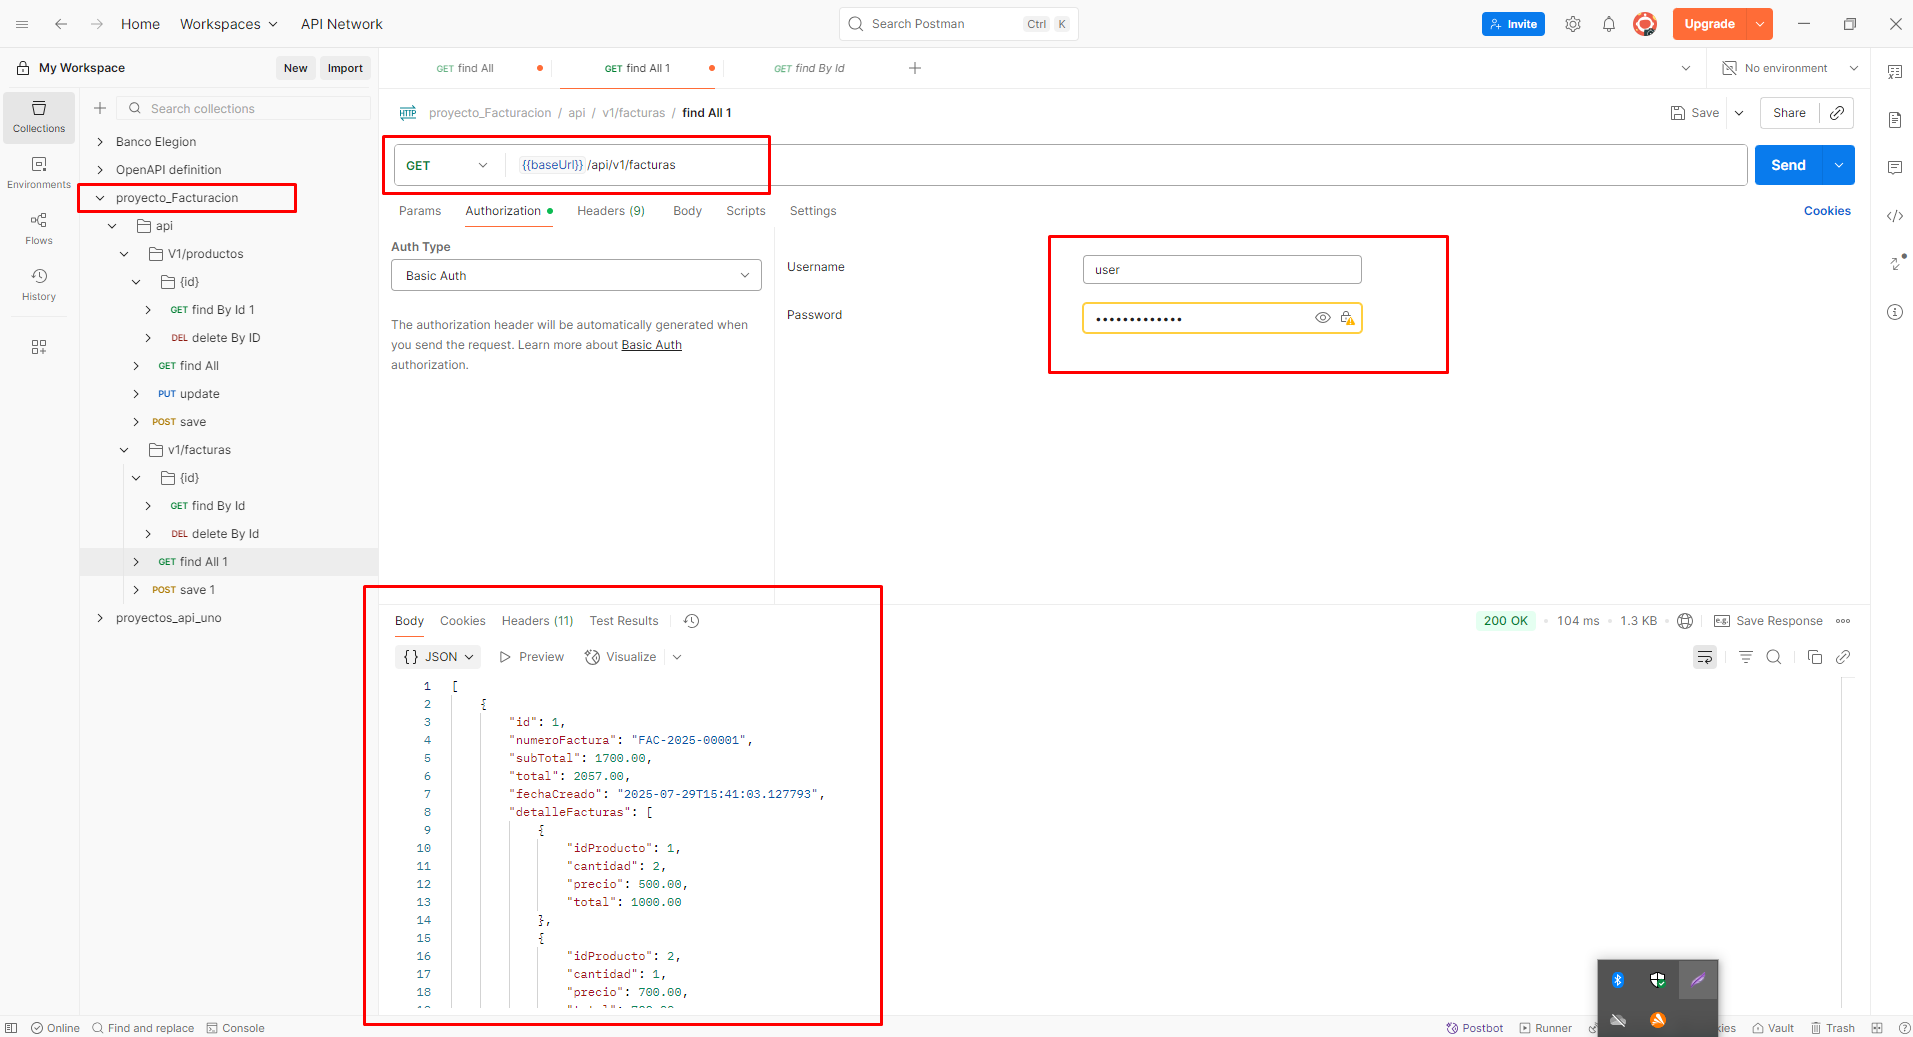 Home Workspaces API Network Search Postman Ctrl K Invite Upgrade
My Workspace New Import
GET find All GET find All 1 GET find By Id No environment
Search collections
Collections
Environments
Flows
History
Banco Elegion
OpenAPI definition
proyecto_Facturacion
api
V1/productos
{id}
GET find By Id 1
DEL delete By ID
GET find All
PUT update
POST save
v1/facturas
{id}
GET find By Id
DEL delete By Id
GET find All 1
POST save 1
proyectos_api_uno
HTTP proyecto_Facturacion / api / v1/facturas / find All 1 Save Share
GET {{baseUrl}} /api/v1/facturas Send
Params Authorization Headers (9) Body Scripts Settings Cookies
Auth Type
Basic Auth
The authorization header will be automatically generated when
you send the request. Learn more about Basic Auth
authorization.
Username user
Password •••••••••••••
Body Cookies Headers (11) Test Results 200 OK • 104 ms • 1.3 KB e.g. Save Response
{} JSON Preview Visualize
1 [
2 {
3 "id": 1,
4 "numeroFactura": "FAC-2025-00001",
5 "subTotal": 1700.00,
6 "total": 2057.00,
7 "fechaCreado": "2025-07-29T15:41:03.127793",
8 "detalleFacturas": [
9 {
10 "idProducto": 1,
11 "cantidad": 2,
12 "precio": 500.00,
13 "total": 1000.00
14 },
15 {
16 "idProducto": 2,
17 "cantidad": 1,
18 "precio": 700.00,
Online Find and replace Console Postbot Runner Vault Trash